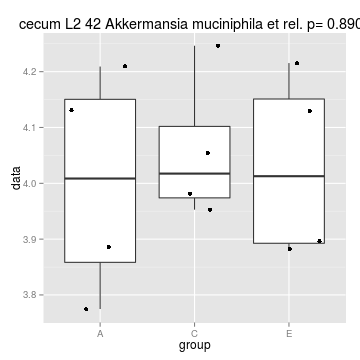 cecum L2 42 Akkermansia muciniphila et rel. p= 0.890
4.2
4.1
4.0
3.9
3.8
data
A C E
group